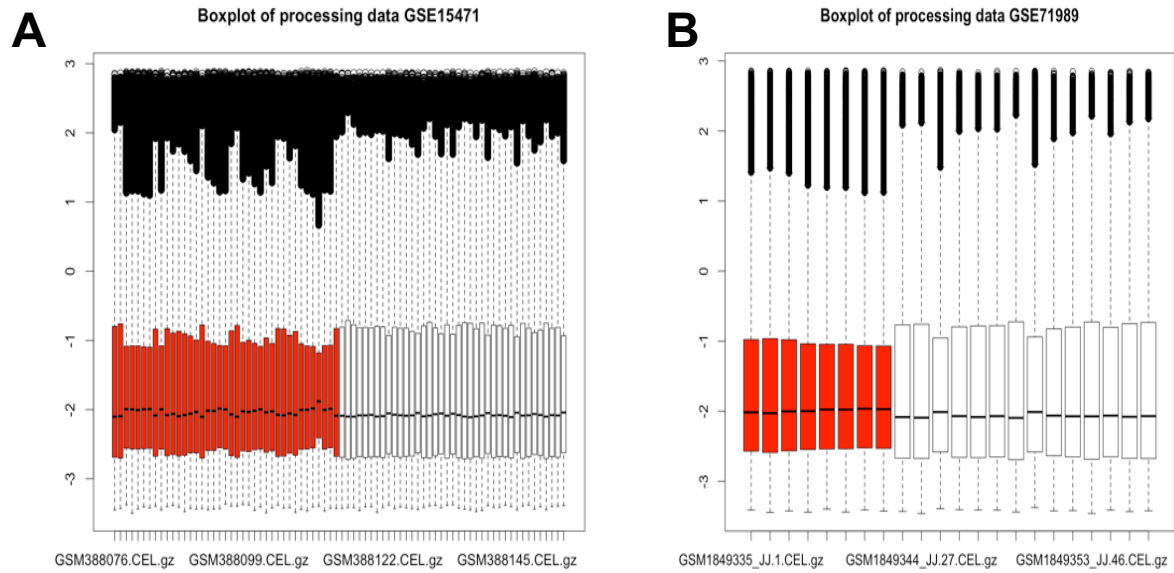 A
Boxplot of processing data GSE15471
3
2
1
0
-1
-2
-3
GSM388076.CEL.gz GSM388099.CEL.gz GSM388122.CEL.gz GSM388145.CEL.gz
B
Boxplot of processing data GSE71989
3
2
1
0
-1
-2
-3
GSM1849335_JJ.1.CEL.gz GSM1849344_JJ.27.CEL.gz GSM1849353_JJ.46.CEL.gz